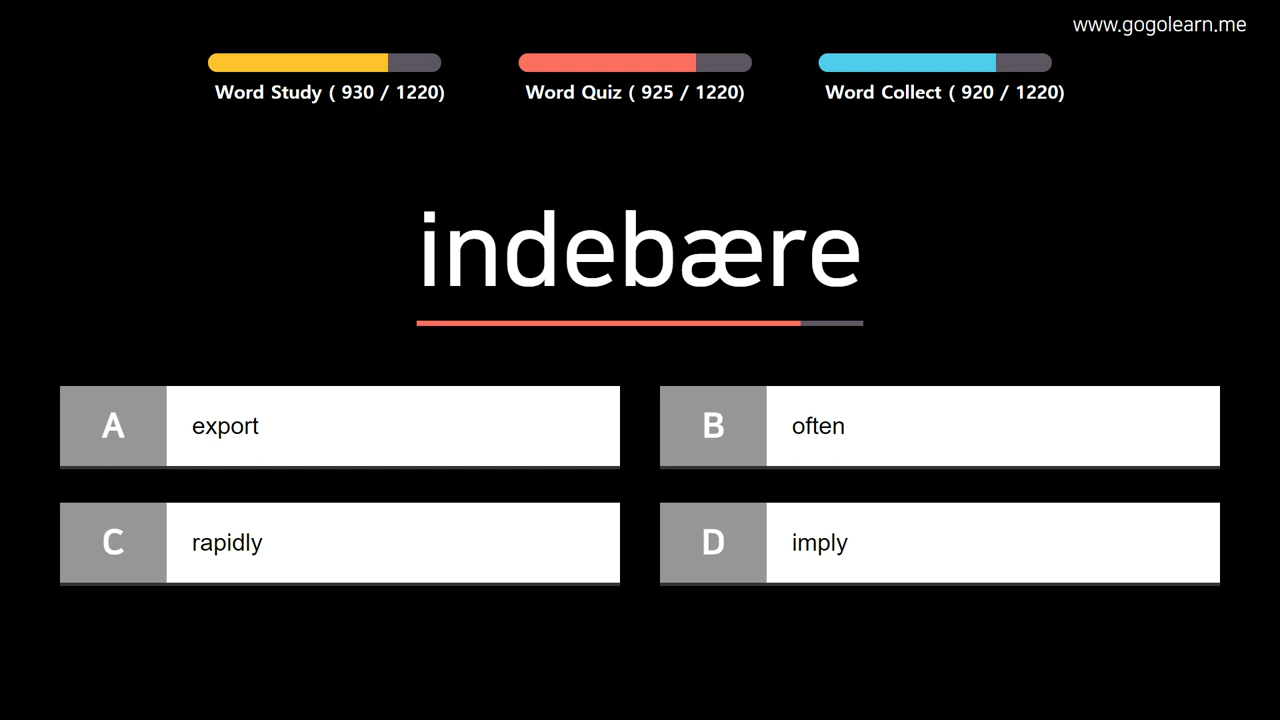 www.gogolearn.me
Word Study ( 930 / 1220)
Word Quiz ( 925 / 1220)
Word Collect ( 920 / 1220)
indebære
A export
B often
C rapidly
D imply